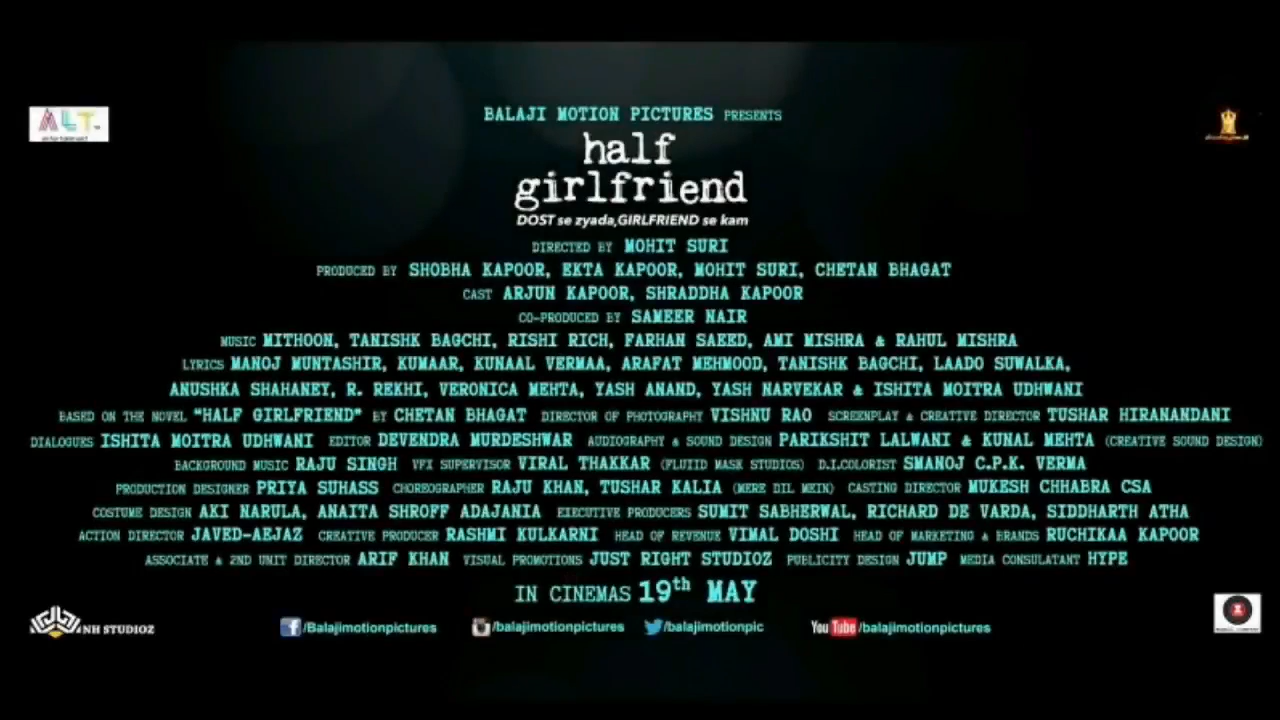 ALT
BALAJI MOTION PICTURES PRESENTS
half
girlfriend
DOST se zyada,GIRLFRIEND se kam
DIRECTED BY MOHIT SURI
PRODUCED BY SHOBHA KAPOOR, EKTA KAPOOR, MOHIT SURI, CHETAN BHAGAT
CAST ARJUN KAPOOR, SHRADDHA KAPOOR
CO-PRODUCED BY SAMEER NAIR
MUSIC MITHOON, TANISHK BAGCHI, RISHI RICH, FARHAN SAEED, AMI MISHRA & RAHUL MISHRA
LYRICS MANOJ MUNTASHIR, KUMAAR, KUNAAL VERMAA, ARAFAT MEHMOOD, TANISHK BAGCHI, LAADO SUWALKA,
ANUSHKA SHAHANEY, R. REKHI, VERONICA MEHTA, YASH ANAND, YASH NARVEKAR & ISHITA MOITRA UDHWANI
BASED ON THE NOVEL "HALF GIRLFRIEND" BY CHETAN BHAGAT DIRECTOR OF PHOTOGRAPHY VISHNU RAO SCREENPLAY & CREATIVE DIRECTOR TUSHAR HIRANANDANI
DIALOGUES ISHITA MOITRA UDHWANI EDITOR DEVENDRA MURDESHWAR AUDIOGRAPHY & SOUND DESIGN PARIKSHIT LALWANI & KUNAL MEHTA (CREATIVE SOUND DESIGN)
BACKGROUND MUSIC RAJU SINGH VFX SUPERVISOR VIRAL THAKKAR (FLUIID MASK STUDIOS) D.I.COLORIST SMANOJ C.P.K. VERMA
PRODUCTION DESIGNER PRIYA SUHASS CHOREOGRAPHER RAJU KHAN, TUSHAR KALIA (MERE DIL MEIN) CASTING DIRECTOR MUKESH CHHABRA CSA
COSTUME DESIGN AKI NARULA, ANAITA SHROFF ADAJANIA EXECUTIVE PRODUCERS SUMIT SABHERWAL, RICHARD DE VARDA, SIDDHARTH ATHA
ACTION DIRECTOR JAVED-AEJAZ CREATIVE PRODUCER RASHMI KULKARNI HEAD OF REVENUE VIMAL DOSHI HEAD OF MARKETING & BRANDS RUCHIKAA KAPOOR
ASSOCIATE & 2ND UNIT DIRECTOR ARIF KHAN VISUAL PROMOTIONS JUST RIGHT STUDIOZ PUBLICITY DESIGN JUMP MEDIA CONSULATANT HYPE
IN CINEMAS 19th MAY
NH STUDIOZ /Balajimotionpictures /balajimotionpictures /balajimotionpic YouTube /balajimotionpictures